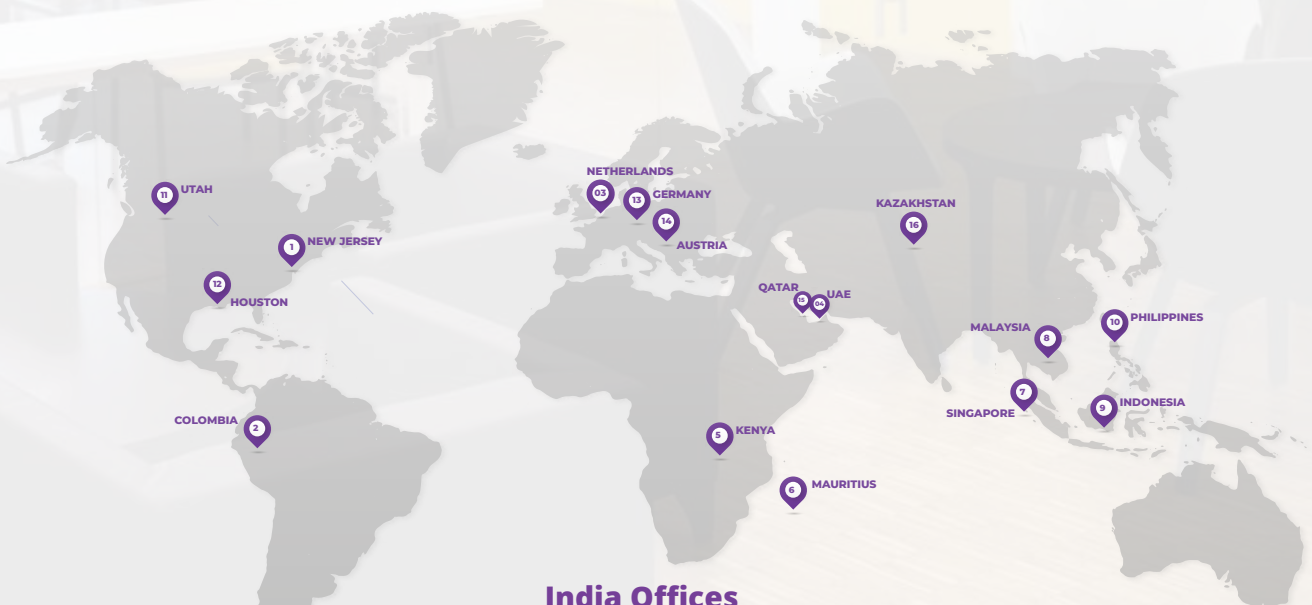 NETHERLANDS
03
13
GERMANY
11
UTAH
14
AUSTRIA
KAZAKHSTAN
16
1
NEW JERSEY
12
HOUSTON
QATAR
15
04
UAE
10
PHILIPPINES
MALAYSIA
8
7
SINGAPORE
9
INDONESIA
COLOMBIA
2
5
KENYA
6
MAURITIUS
India Offices